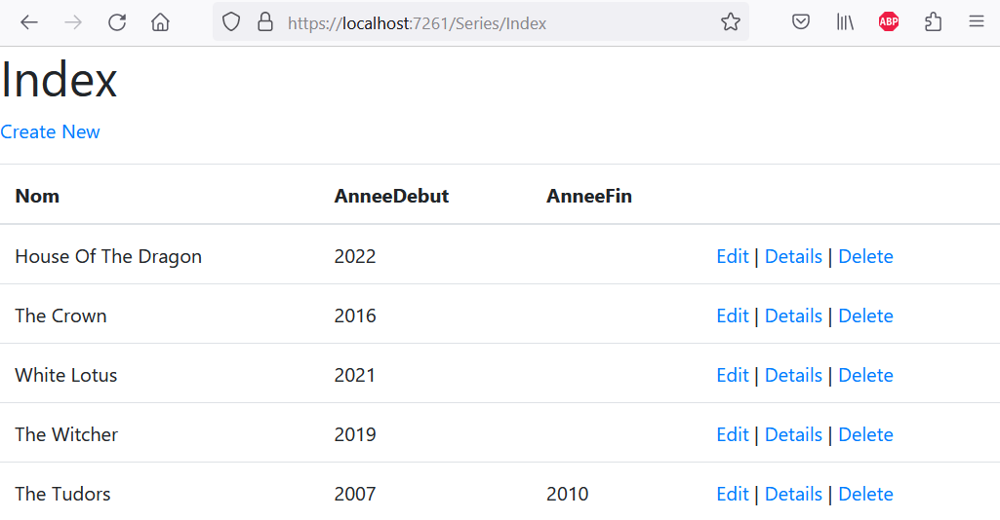 https://localhost:7261/Series/Index
ABP
Index
Create New
Nom AnneeDebut AnneeFin
House Of The Dragon 2022 Edit | Details | Delete
The Crown 2016 Edit | Details | Delete
White Lotus 2021 Edit | Details | Delete
The Witcher 2019 Edit | Details | Delete
The Tudors 2007 2010 Edit | Details | Delete